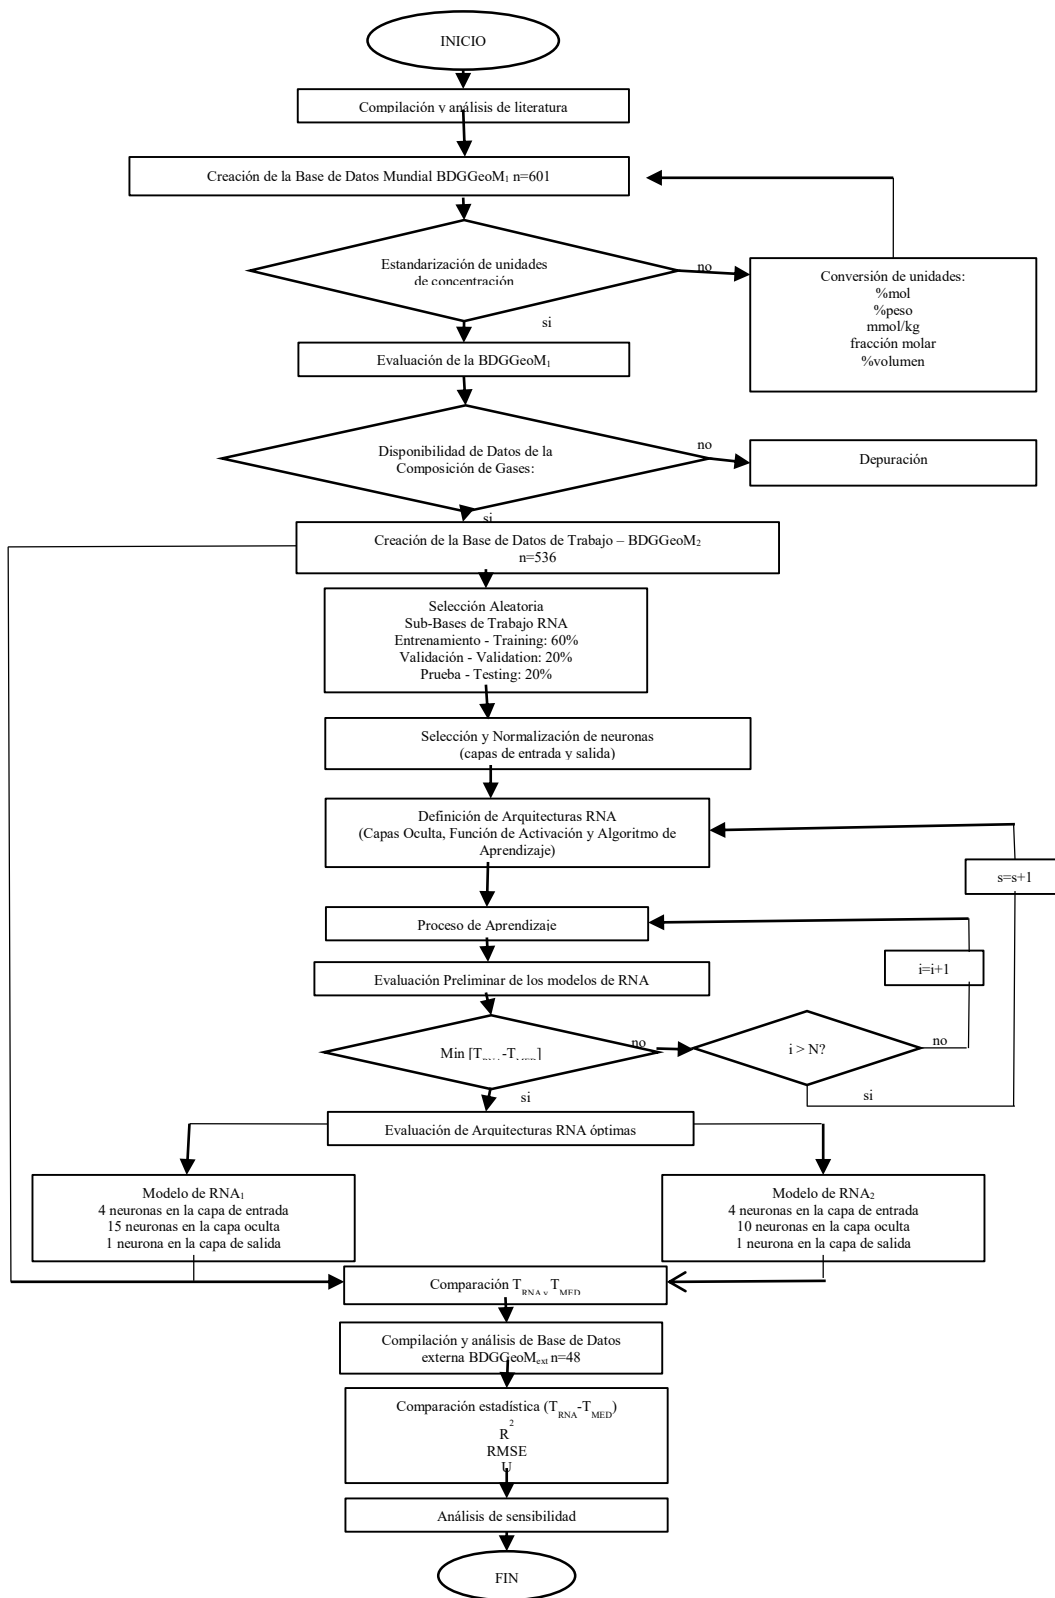 INICIO
Compilación y análisis de literatura
Creación de la Base de Datos Mundial BDGGeoM₁ n=601
Estandarización de unidades
de concentración
no
Conversión de unidades:
%mol
%peso
mmol/kg
fracción molar
%volumen
si
Evaluación de la BDGGeoM₁
Disponibilidad de Datos de la
Composición de Gases:
no
Depuración
si
Creación de la Base de Datos de Trabajo – BDGGeoM₂
n=536
Selección Aleatoria
Sub-Bases de Trabajo RNA
Entrenamiento - Training: 60%
Validación - Validation: 20%
Prueba - Testing: 20%
Selección y Normalización de neuronas
(capas de entrada y salida)
Definición de Arquitecturas RNA
(Capas Oculta, Función de Activación y Algoritmo de
Aprendizaje)
s=s+1
Proceso de Aprendizaje
i=i+1
Evaluación Preliminar de los modelos de RNA
Min [T_RNA-T_MED]
no
i > N?
no
si
si
Evaluación de Arquitecturas RNA óptimas
Modelo de RNA₁
4 neuronas en la capa de entrada
15 neuronas en la capa oculta
1 neurona en la capa de salida
Modelo de RNA₂
4 neuronas en la capa de entrada
10 neuronas en la capa oculta
1 neurona en la capa de salida
Comparación T_RNA y T_MED
Compilación y análisis de Base de Datos
externa BDGGeoM_ext n=48
Comparación estadística (T_RNA-T_MED)
R²
RMSE
U
Análisis de sensibilidad
FIN